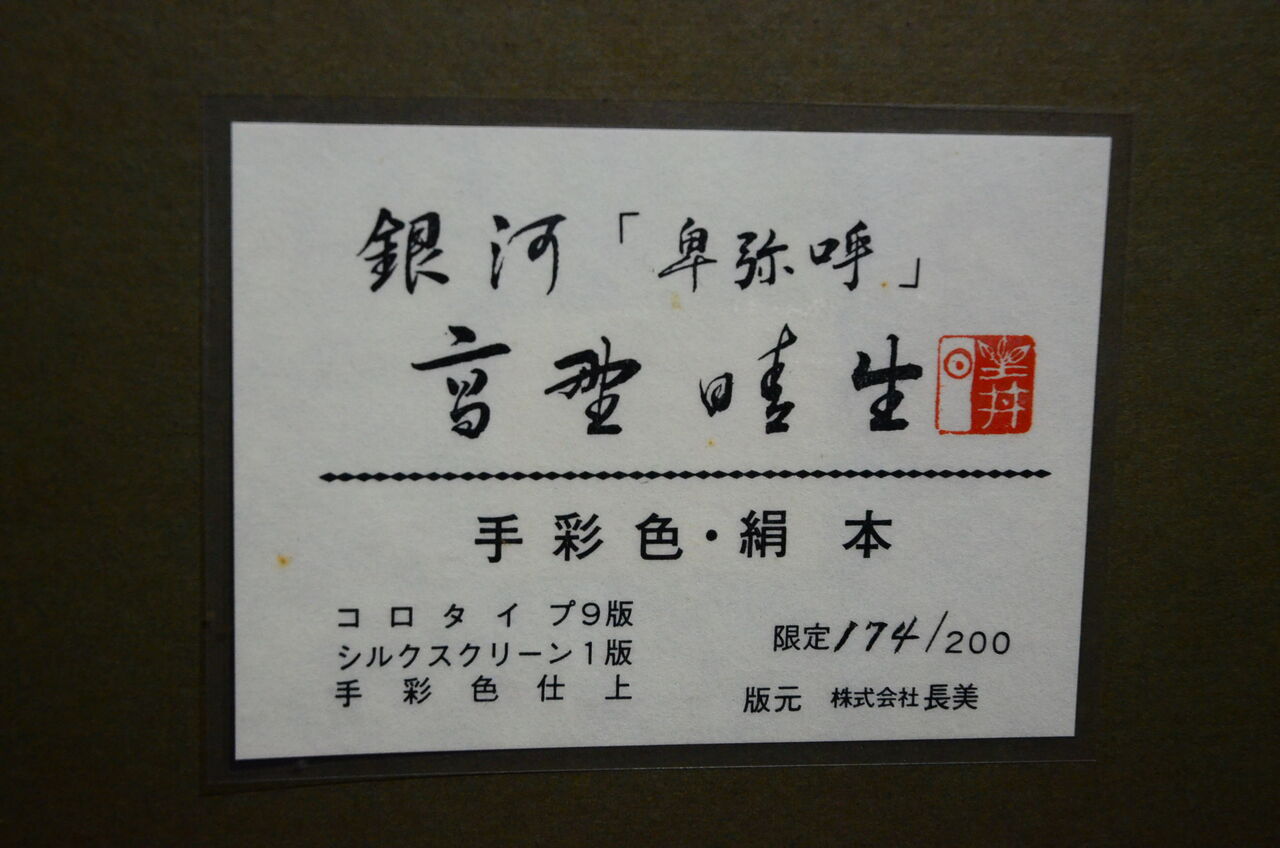 銀河「卑弥呼」
高野晴生
手彩色・絹本
コロタイプ9版
シルクスクリーン1版
手彩色仕上
限定174/200
版元 株式会社長美